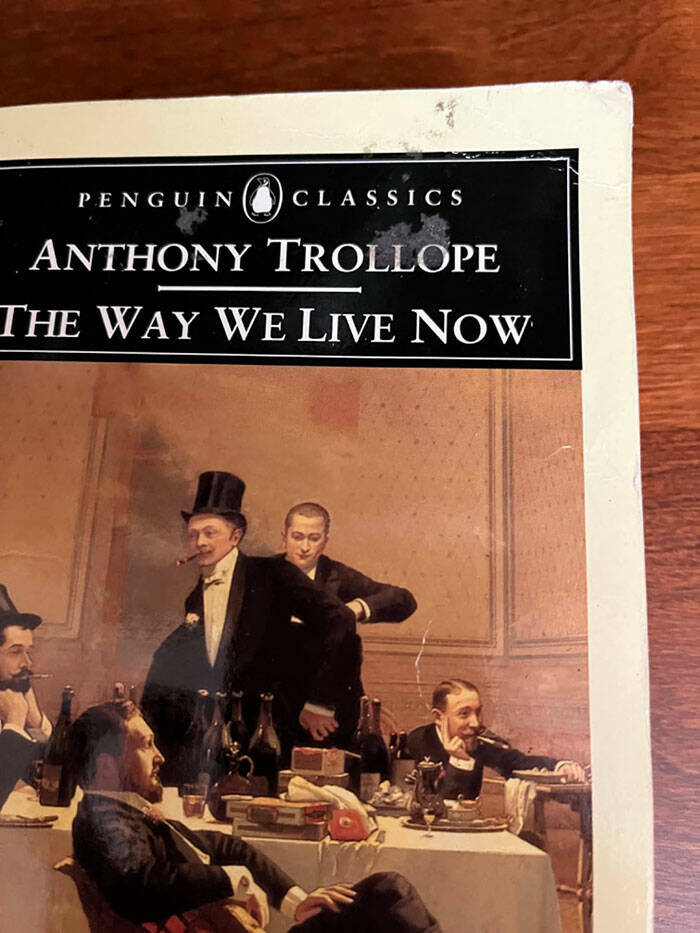 PENGUIN CLASSICS
ANTHONY TROLLOPE
THE WAY WE LIVE NOW